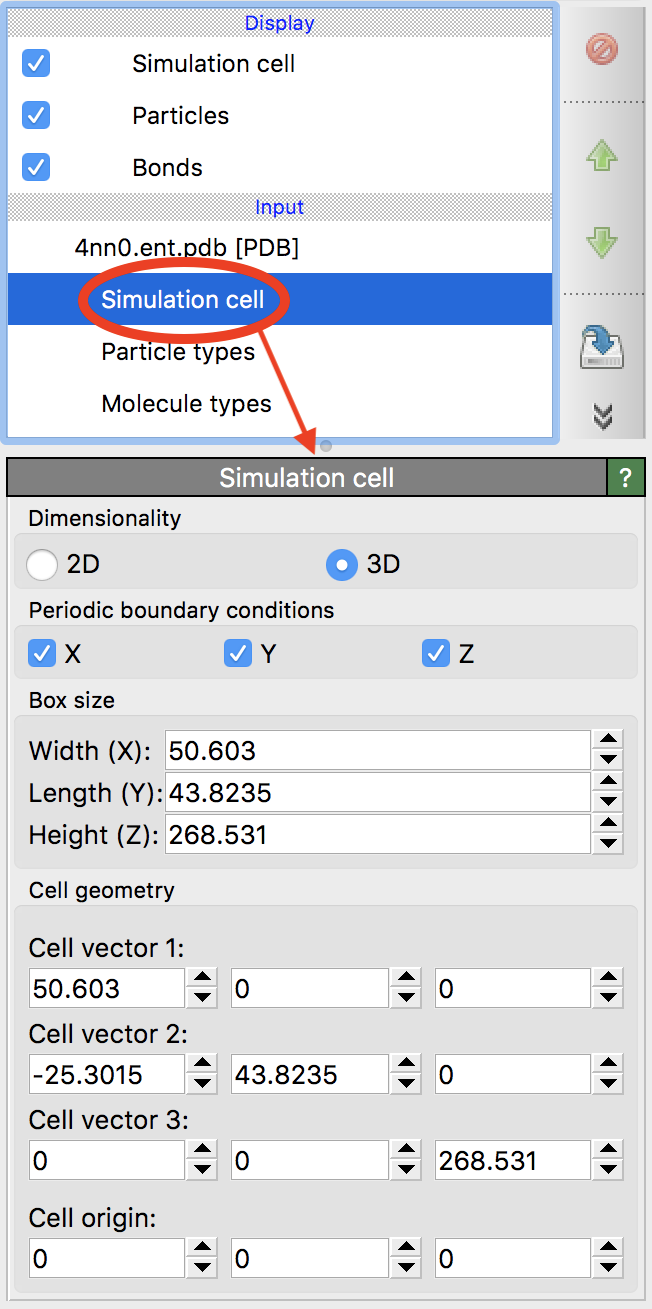 Display
Simulation cell
Particles
Bonds
Input
4nn0.ent.pdb [PDB]
Simulation cell
Particle types
Molecule types
Simulation cell ?
Dimensionality
2D 3D
Periodic boundary conditions
X Y Z
Box size
Width (X): 50.603
Length (Y): 43.8235
Height (Z): 268.531
Cell geometry
Cell vector 1:
50.603 0 0
Cell vector 2:
-25.3015 43.8235 0
Cell vector 3:
0 0 268.531
Cell origin:
0 0 0